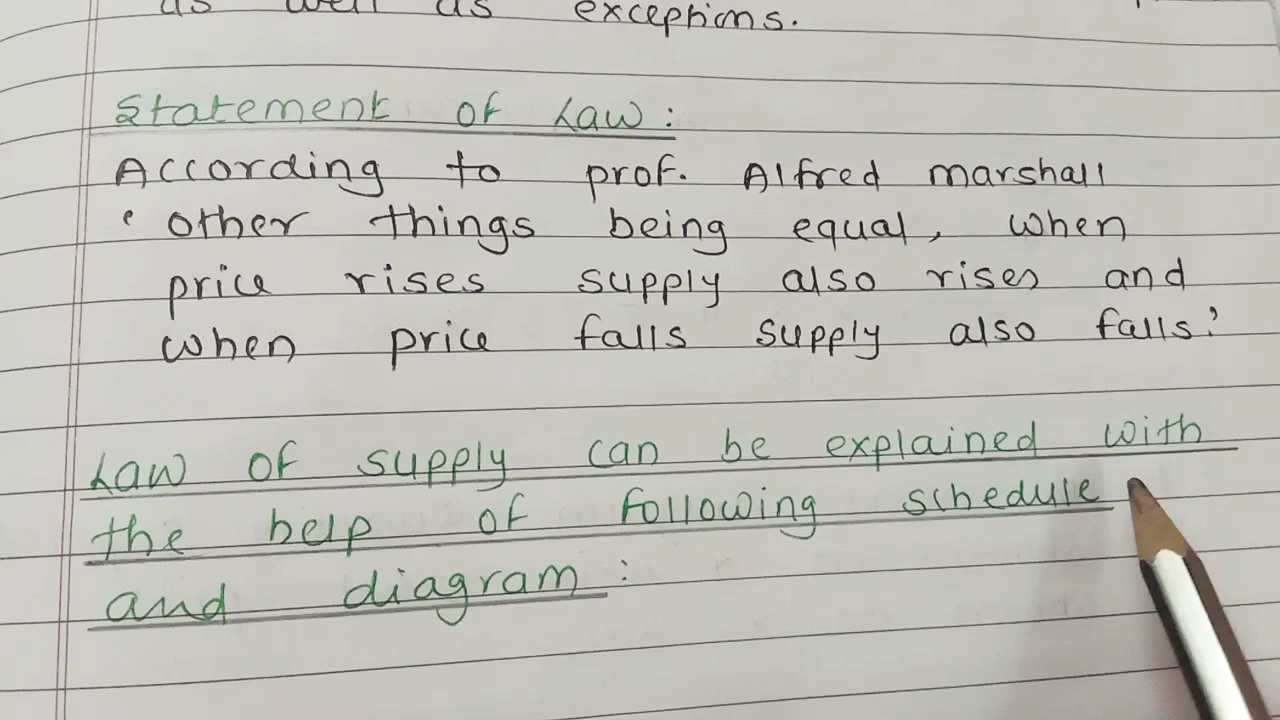 as well as exceptions.
Statement of Law :
According to prof. Alfred marshall
‘ other things being equal, when
price rises supply also rises and
when price falls supply also falls.’
Law of supply can be explained with
the help of following schedule
and diagram :